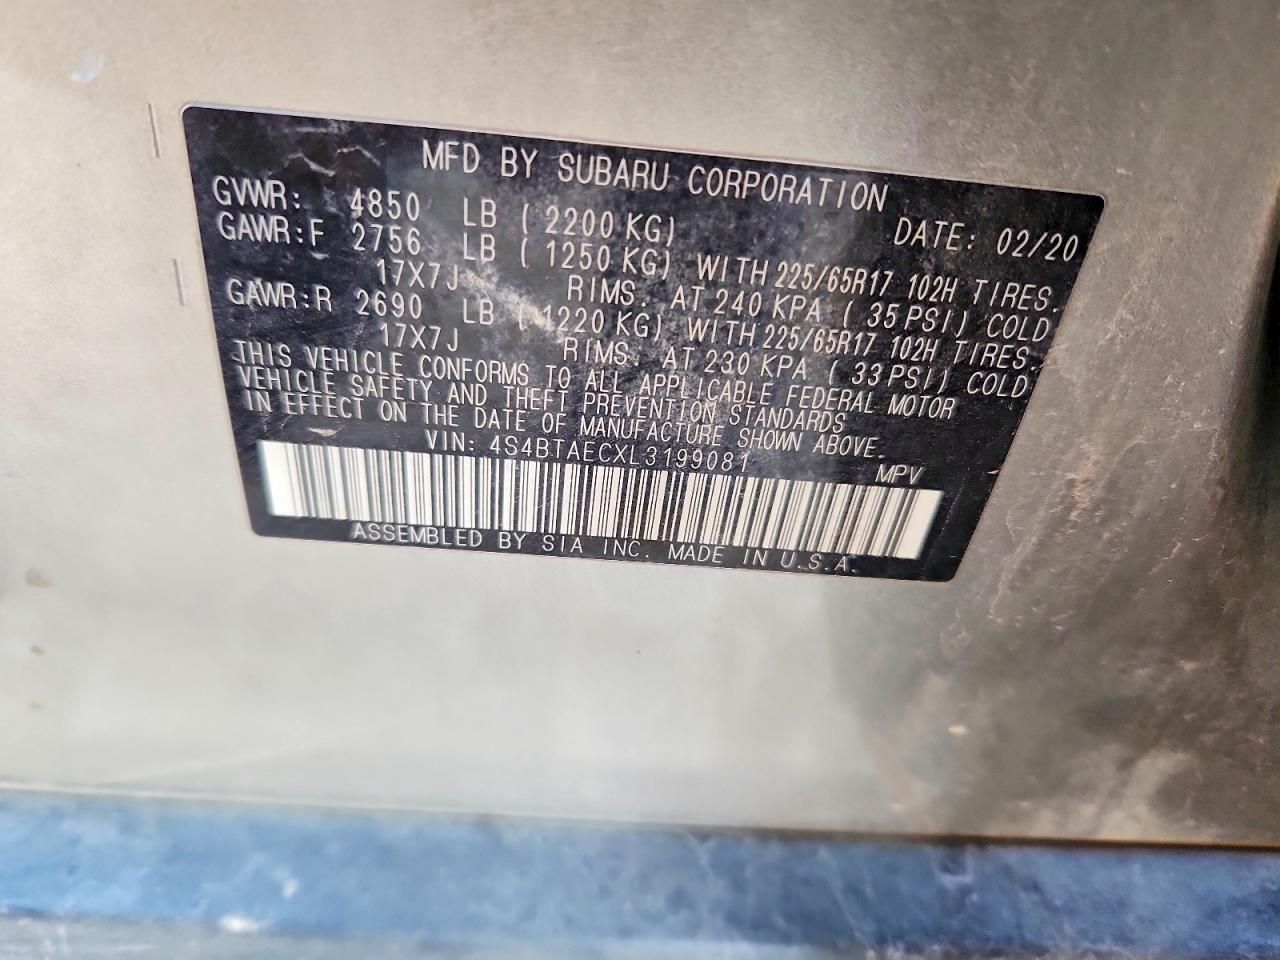 MFD BY SUBARU CORPORATION
GVWR: 4850 LB ( 2200 KG) DATE: 02/20
GAWR:F 2756 LB ( 1250 KG) WITH 225/65R17 102H TIRES.
17X7J RIMS. AT 240 KPA ( 35 PSI) COLD
GAWR:R 2690 LB ( 1220 KG) WITH 225/65R17 102H TIRES.
17X7J RIMS. AT 230 KPA ( 33 PSI) COLD
THIS VEHICLE CONFORMS TO ALL APPLICABLE FEDERAL MOTOR
VEHICLE SAFETY AND THEFT PREVENTION STANDARDS
IN EFFECT ON THE DATE OF MANUFACTURE SHOWN ABOVE.
VIN: 4S4BTAECXL3199081 MPV
ASSEMBLED BY SIA INC. MADE IN U.S.A.